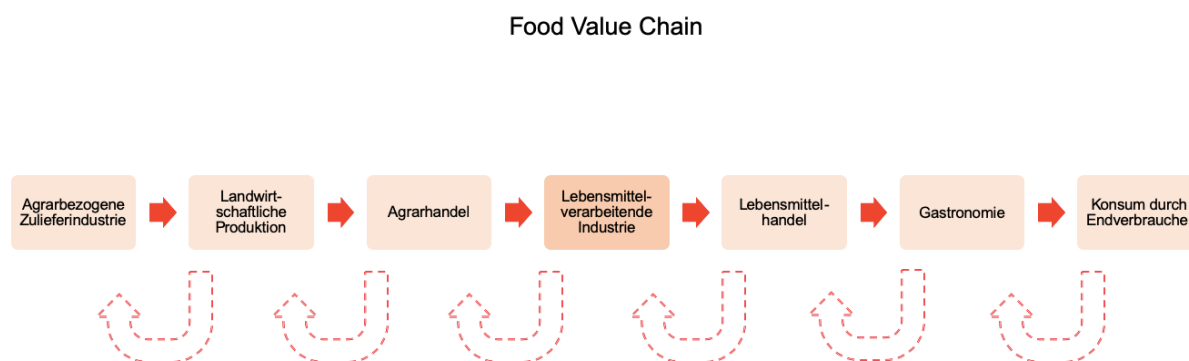 Food Value Chain
Agrarbezogene
Zulieferindustrie
Landwirt-
schaftliche
Produktion
Agrarhandel
Lebensmittel-
verarbeitende
Industrie
Lebensmittel-
handel
Gastronomie
Konsum durch
Endverbrauche